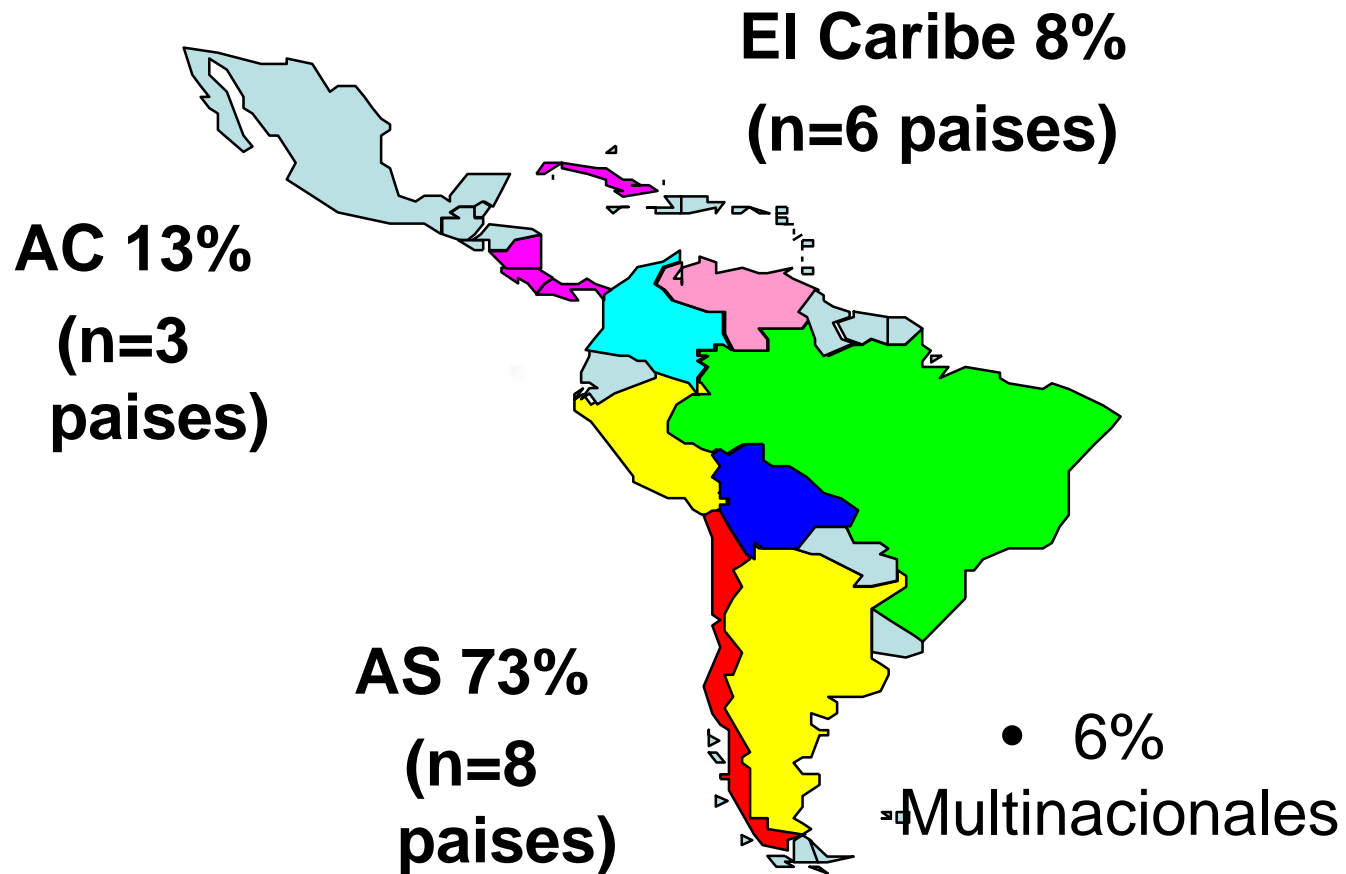 El Caribe 8%
(n=6 paises)
AC 13%
(n=3
paises)
AS 73%
(n=8
paises)
• 6%
Multinacionales